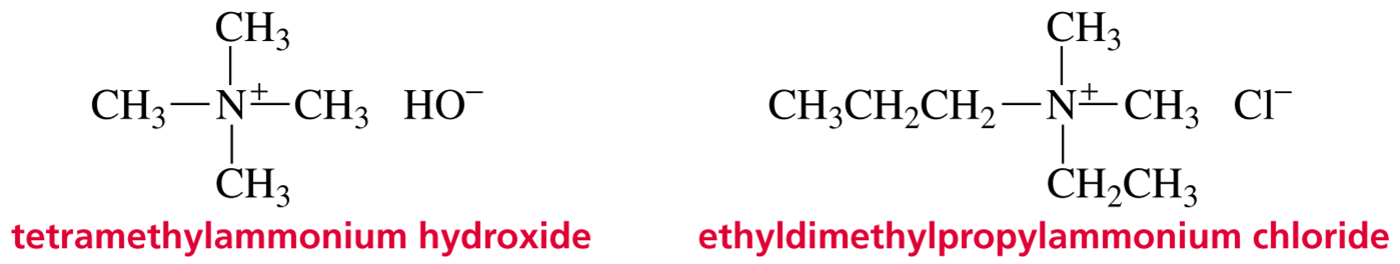 CH₃ CH₃
CH₃—N⁺—CH₃ HO⁻ CH₃CH₂CH₂—N⁺—CH₃ Cl⁻
CH₃ CH₂CH₃
tetramethylammonium hydroxide ethyldimethylpropylammonium chloride